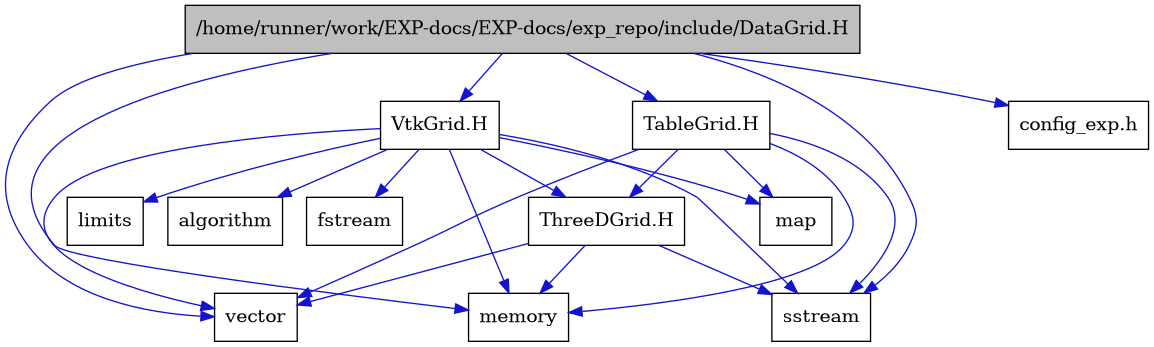 /home/runner/work/EXP-docs/EXP-docs/exp_repo/include/DataGrid.H
VtkGrid.H
TableGrid.H
config_exp.h
limits
algorithm
fstream
ThreeDGrid.H
map
vector
memory
sstream